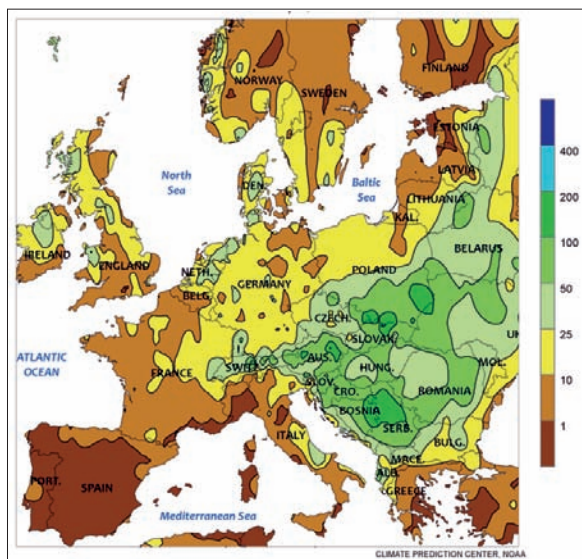 NORWAY
SWEDEN
FINLAND
ESTONIA
LATVIA
LITHUANIA
KAL.
North
Sea
Baltic
Sea
DEN.
IRELAND
ENGLAND
NETH.
BELG.
GERMANY
POLAND
BELARUS
CZECH.
SLOVAK.
ATLANTIC
OCEAN
FRANCE
SWITZ.
AUS.
HUNG.
MOL.
SLOV.
CRO.
ROMANIA
BOSNIA
SERB.
ITALY
BULG.
MACE.
ALB.
GREECE
PORT.
SPAIN
Mediterranean Sea
400
200
100
50
25
10
1
CLIMATE PREDICTION CENTER, NOAA